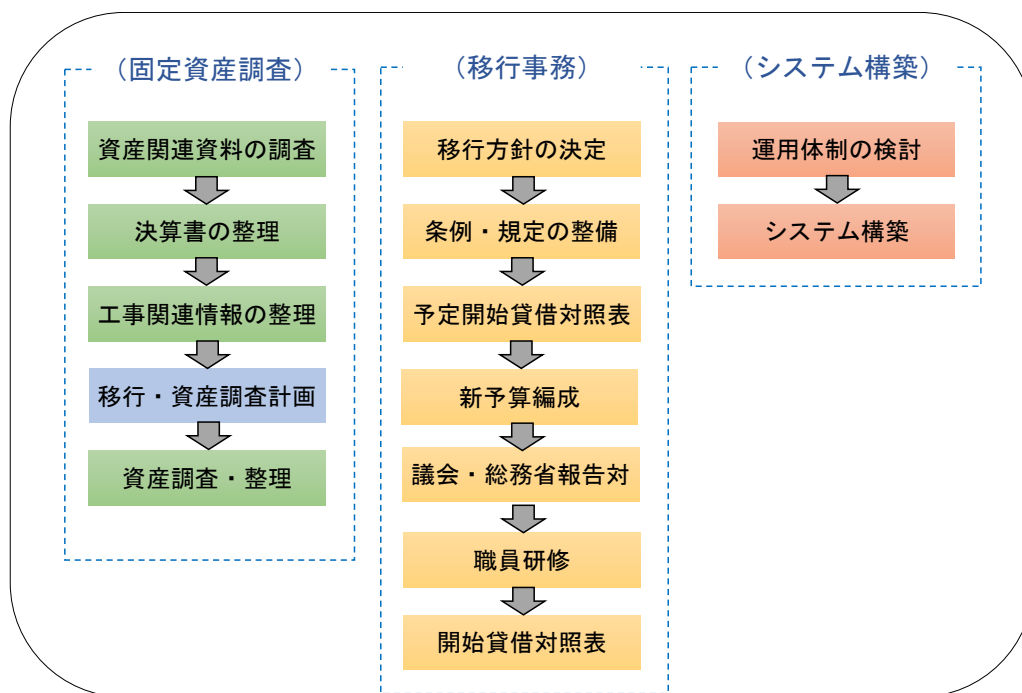 （固定資産調査）
資産関連資料の調査
決算書の整理
工事関連情報の整理
移行・資産調査計画
資産調査・整理
（移行事務）
移行方針の決定
条例・規定の整備
予定開始貸借対照表
新予算編成
議会・総務省報告対
職員研修
開始貸借対照表
（システム構築）
運用体制の検討
システム構築